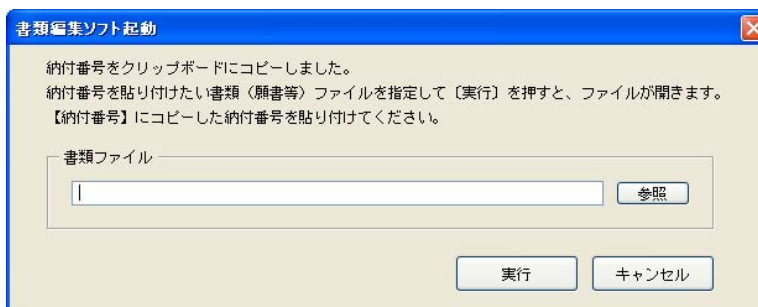 書類編集ソフト起動
納付番号をクリップボードにコピーしました。
納付番号を貼り付けたい書類（願書等）ファイルを指定して〔実行〕を押すと、ファイルが開きます。
【納付番号】にコピーした納付番号を貼り付けてください。
書類ファイル
参照
実行
キャンセル